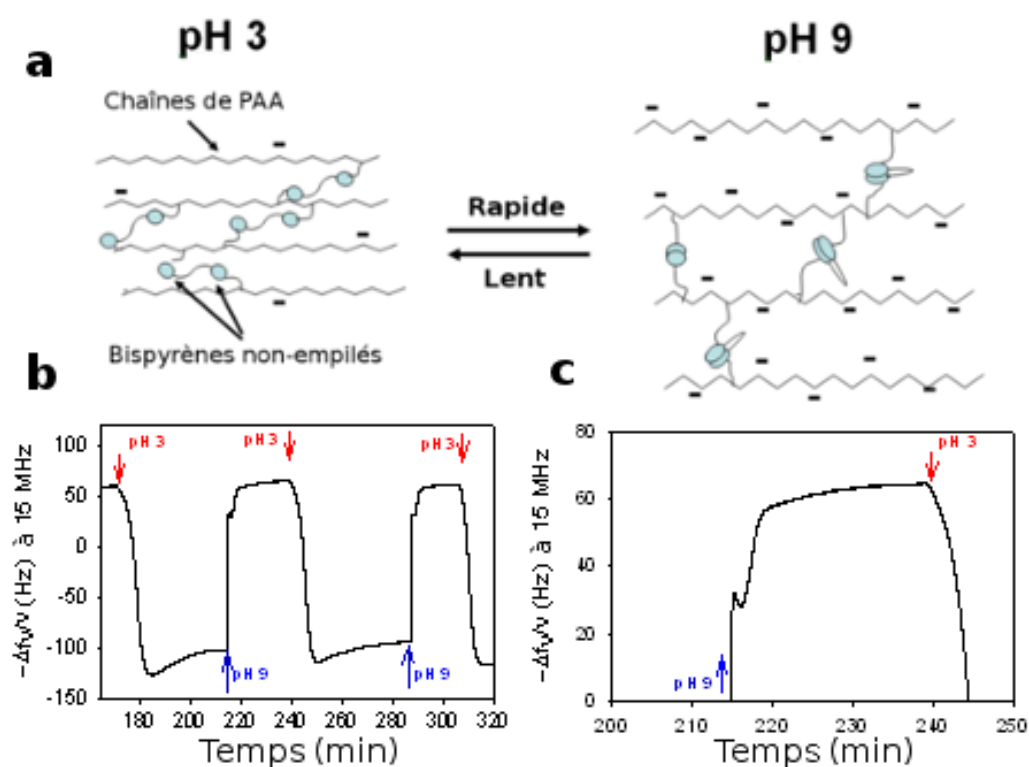 pH 3
pH 9
a
Chaînes de PAA
Rapide
Lent
Bispyrènes non-empilés
b
c
−Δfν/ν (Hz) à 15 MHz
100
50
0
-50
-100
-150
pH 3
pH 3
pH 3
pH 9
pH 9
180 200 220 240 260 280 300 320
Temps (min)
−Δfν/ν (Hz) à 15 MHz
80
60
40
20
0
pH 3
pH 9
200 210 220 230 240 250
Temps (min)